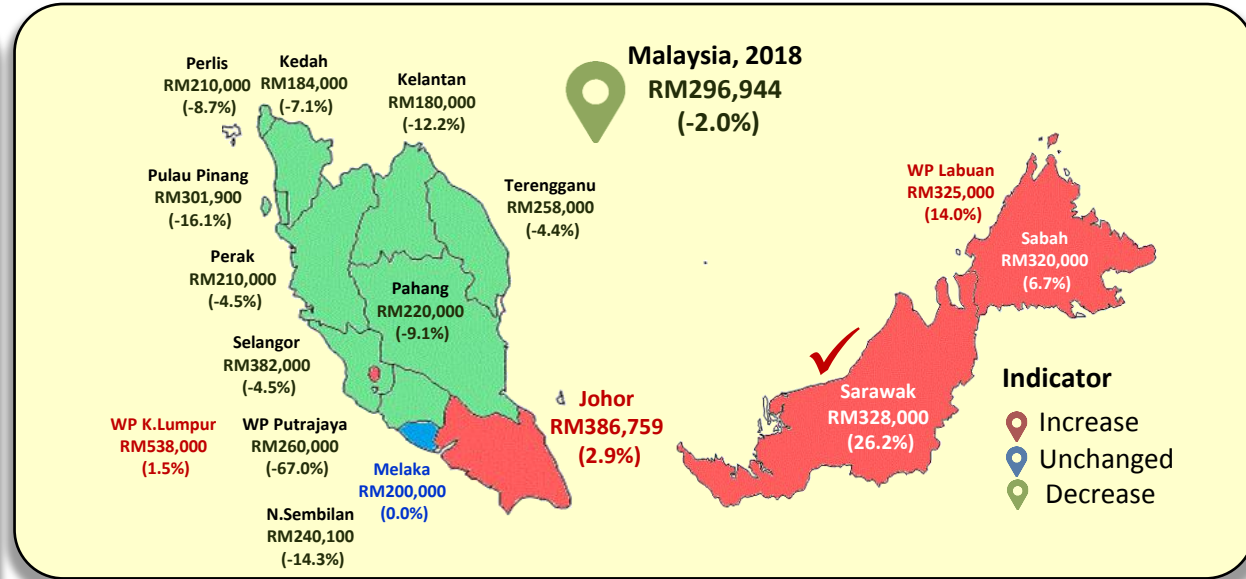 Malaysia, 2018
RM296,944
(-2.0%)
Perlis
RM210,000
(-8.7%)
Kedah
RM184,000
(-7.1%)
Kelantan
RM180,000
(-12.2%)
Pulau Pinang
RM301,900
(-16.1%)
Terengganu
RM258,000
(-4.4%)
Perak
RM210,000
(-4.5%)
Pahang
RM220,000
(-9.1%)
Selangor
RM382,000
(-4.5%)
WP K.Lumpur
RM538,000
(1.5%)
WP Putrajaya
RM260,000
(-67.0%)
Melaka
RM200,000
(0.0%)
N.Sembilan
RM240,100
(-14.3%)
Johor
RM386,759
(2.9%)
WP Labuan
RM325,000
(14.0%)
Sabah
RM320,000
(6.7%)
Sarawak
RM328,000
(26.2%)
Indicator
Increase
Unchanged
Decrease